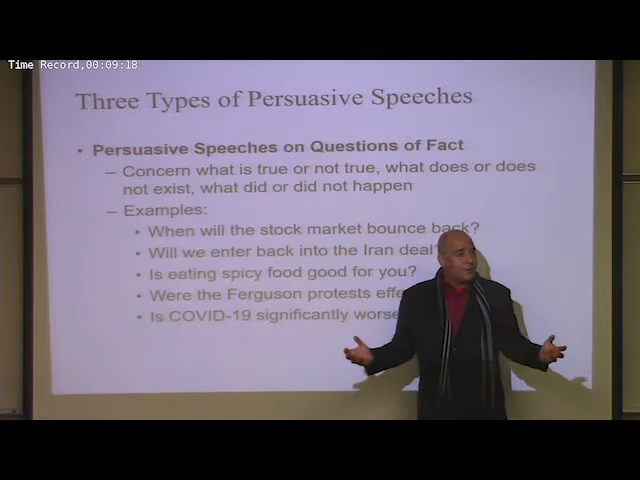 Time Record,00:09:18
Three Types of Persuasive Speeches
• Persuasive Speeches on Questions of Fact
– Concern what is true or not true, what does or does
not exist, what did or did not happen
– Examples:
• When will the stock market bounce back?
• Will we enter back into the Iran deal?
• Is eating spicy food good for you?
• Were the Ferguson protests
• Is COVID-19 significantly worse